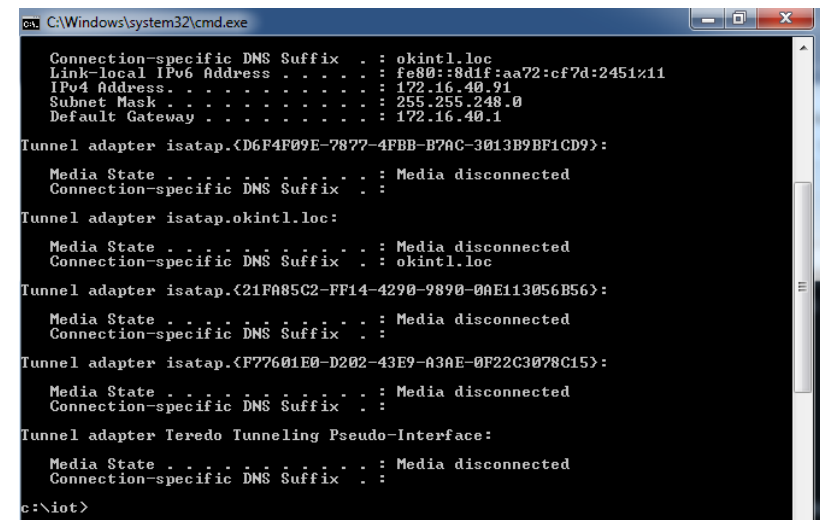 C:\Windows\system32\cmd.exe
Connection-specific DNS Suffix  . : okintl.loc
Link-local IPv6 Address . . . . . : fe80::8d1f:aa72:cf7d:2451%11
IPv4 Address. . . . . . . . . . . : 172.16.40.91
Subnet Mask . . . . . . . . . . . : 255.255.248.0
Default Gateway . . . . . . . . . : 172.16.40.1
Tunnel adapter isatap.{D6F4F09E-7877-4FBB-B7AC-3013B9BF1CD9}:
Media State . . . . . . . . . . . : Media disconnected
Connection-specific DNS Suffix  . :
Tunnel adapter isatap.okintl.loc:
Media State . . . . . . . . . . . : Media disconnected
Connection-specific DNS Suffix  . : okintl.loc
Tunnel adapter isatap.{21FA85C2-FF14-4290-9890-0AE113056B56}:
Media State . . . . . . . . . . . : Media disconnected
Connection-specific DNS Suffix  . :
Tunnel adapter isatap.{F77601E0-D202-43E9-A3AE-0F22C3078C15}:
Media State . . . . . . . . . . . : Media disconnected
Connection-specific DNS Suffix  . :
Tunnel adapter Teredo Tunneling Pseudo-Interface:
Media State . . . . . . . . . . . : Media disconnected
Connection-specific DNS Suffix  . :
c:\iot>